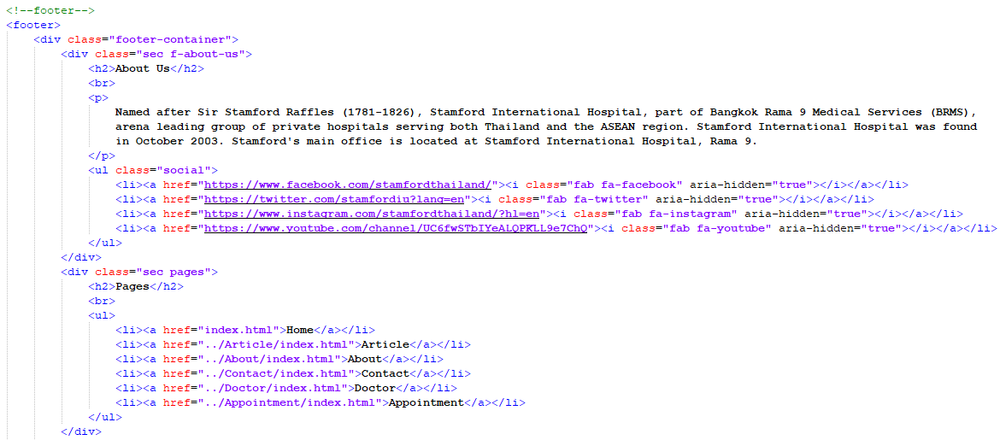 <!--footer-->
<footer>
<div class="footer-container">
<div class="sec f-about-us">
<h2>About Us</h2>
<br>
<p>
Named after Sir Stamford Raffles (1781-1826), Stamford International Hospital, part of Bangkok Rama 9 Medical Services (BRMS),
arena leading group of private hospitals serving both Thailand and the ASEAN region. Stamford International Hospital was found
in October 2003. Stamford's main office is located at Stamford International Hospital, Rama 9.
</p>
<ul class="social">
<li><a href="https://www.facebook.com/stamfordthailand/"><i class="fab fa-facebook" aria-hidden="true"></i></a></li>
<li><a href="https://twitter.com/stamfordiu?lang=en"><i class="fab fa-twitter" aria-hidden="true"></i></a></li>
<li><a href="https://www.instagram.com/stamfordthailand/?hl=en"><i class="fab fa-instagram" aria-hidden="true"></i></a></li>
<li><a href="https://www.youtube.com/channel/UC6fwSTbIYeALQPKLL9e7ChQ"><i class="fab fa-youtube" aria-hidden="true"></i></a></li>
</ul>
</div>
<div class="sec pages">
<h2>Pages</h2>
<br>
<ul>
<li><a href="index.html">Home</a></li>
<li><a href="../Article/index.html">Article</a></li>
<li><a href="../About/index.html">About</a></li>
<li><a href="../Contact/index.html">Contact</a></li>
<li><a href="../Doctor/index.html">Doctor</a></li>
<li><a href="../Appointment/index.html">Appointment</a></li>
</ul>
</div>